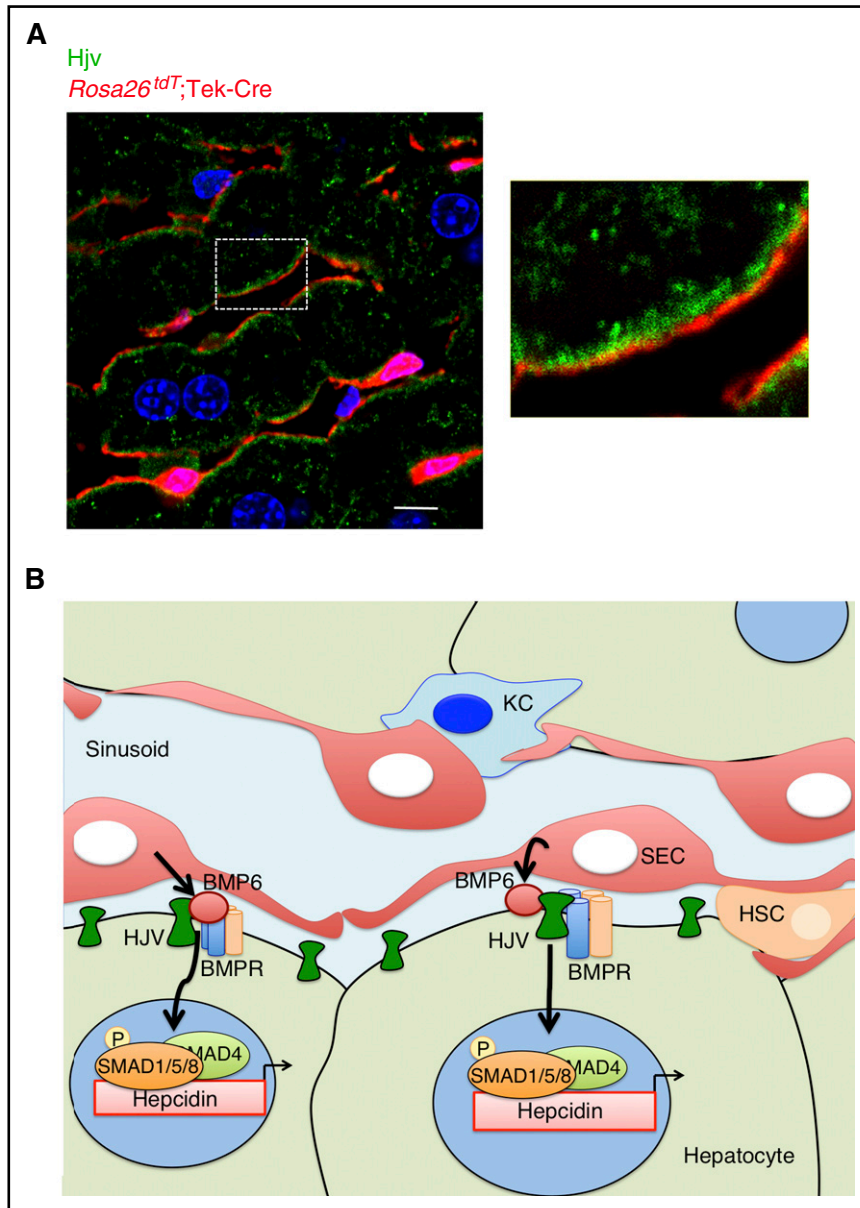 A
Hjv
Rosa26tdT;Tek-Cre
B
KC
Sinusoid
SEC
BMP6
BMP6
HSC
HJV
HJV
BMPR
BMPR
P
P
SMAD1/5/8
MAD4
SMAD1/5/8
MAD4
Hepcidin
Hepcidin
Hepatocyte